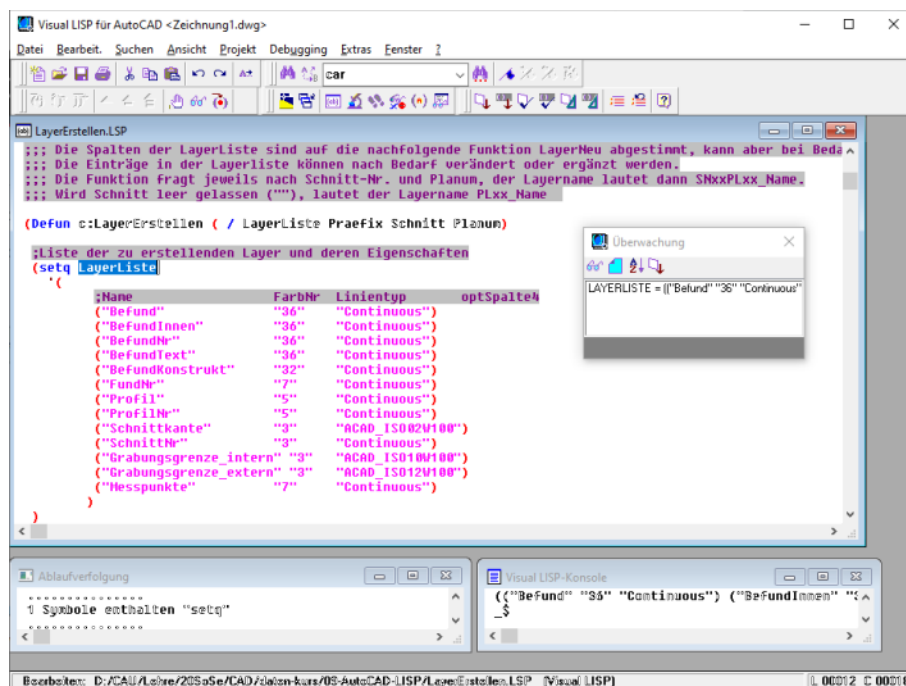 Visual LISP für AutoCAD <Zeichnung1.dwg>
Datei Bearbeit. Suchen Ansicht Projekt Debugging Extras Fenster ?
car
LayerErstellen.LSP
;;; Die Spalten der LayerListe sind auf die nachfolgende Funktion LayerNeu abgestimmt, kann aber bei Beda
;;; Die Einträge in der Layerliste können nach Bedarf verändert oder ergänzt werden.
;;; Die Funktion fragt jeweils nach Schnitt-Nr. und Planum, der Layername lautet dann SNxxPLxx_Name.
;;; Wird Schnitt leer gelassen (""), lautet der Layername PLxx_Name
(Defun c:LayerErstellen ( / LayerListe Praefix Schnitt Planum)
;Liste der zu erstellenden Layer und deren Eigenschaften
(setq LayerListe
'(
;Name FarbNr Linientyp optSpalte4
("Befund" "36" "Continuous")
("BefundInnen" "36" "Continuous")
("BefundNr" "36" "Continuous")
("BefundText" "36" "Continuous")
("BefundKonstrukt" "32" "Continuous")
("FundNr" "7" "Continuous")
("Profil" "5" "Continuous")
("ProfilNr" "5" "Continuous")
("Schnittkante" "3" "ACAD_ISO02W100")
("SchnittNr" "3" "Continuous")
("Grabungsgrenze_intern" "3" "ACAD_ISO10W100")
("Grabungsgrenze_extern" "3" "ACAD_ISO12W100")
("Messpunkte" "7" "Continuous")
)
)
Überwachung
LAYERLISTE = (("Befund" "36" "Continuous"
Ablaufverfolgung
...............
1 Symbole enthalten "setq"
...............
Visual LISP-Konsole
(("Befund" "36" "Continuous") ("BefundInnen"
_$
Bearbeiten: D:/CAU/Lehre/20SoSe/CAD/daten-kurs/05-AutoCAD-LISP/LayerErstellen.LSP (Visual LISP)
L 00012 C 00018